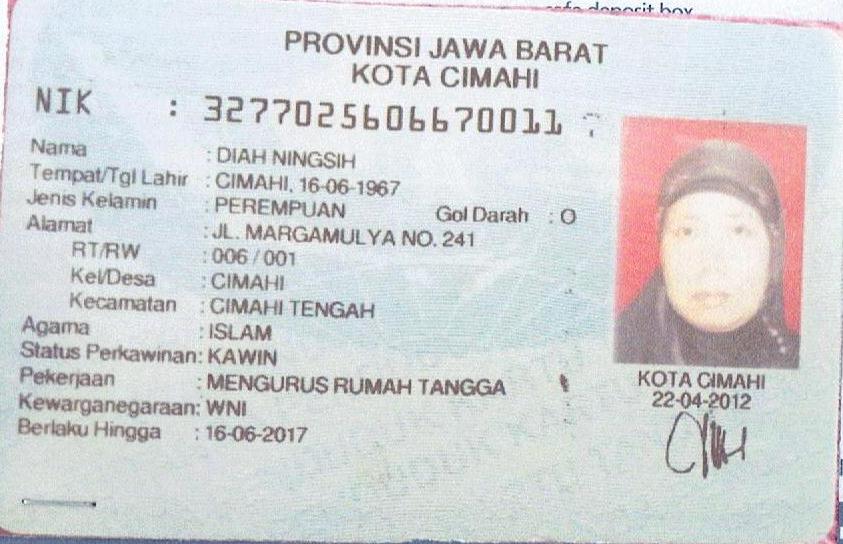 safe deposit box
PROVINSI JAWA BARAT
KOTA CIMAHI
NIK : 3277025606670011
Nama : DIAH NINGSIH
Tempat/Tgl Lahir : CIMAHI, 16-06-1967
Jenis Kelamin : PEREMPUAN Gol Darah : O
Alamat : JL. MARGAMULYA NO. 241
RT/RW : 006 / 001
Kel/Desa : CIMAHI
Kecamatan : CIMAHI TENGAH
Agama : ISLAM
Status Perkawinan: KAWIN
Pekerjaan : MENGURUS RUMAH TANGGA
Kewarganegaraan: WNI
Berlaku Hingga : 16-06-2017
KOTA CIMAHI
22-04-2012